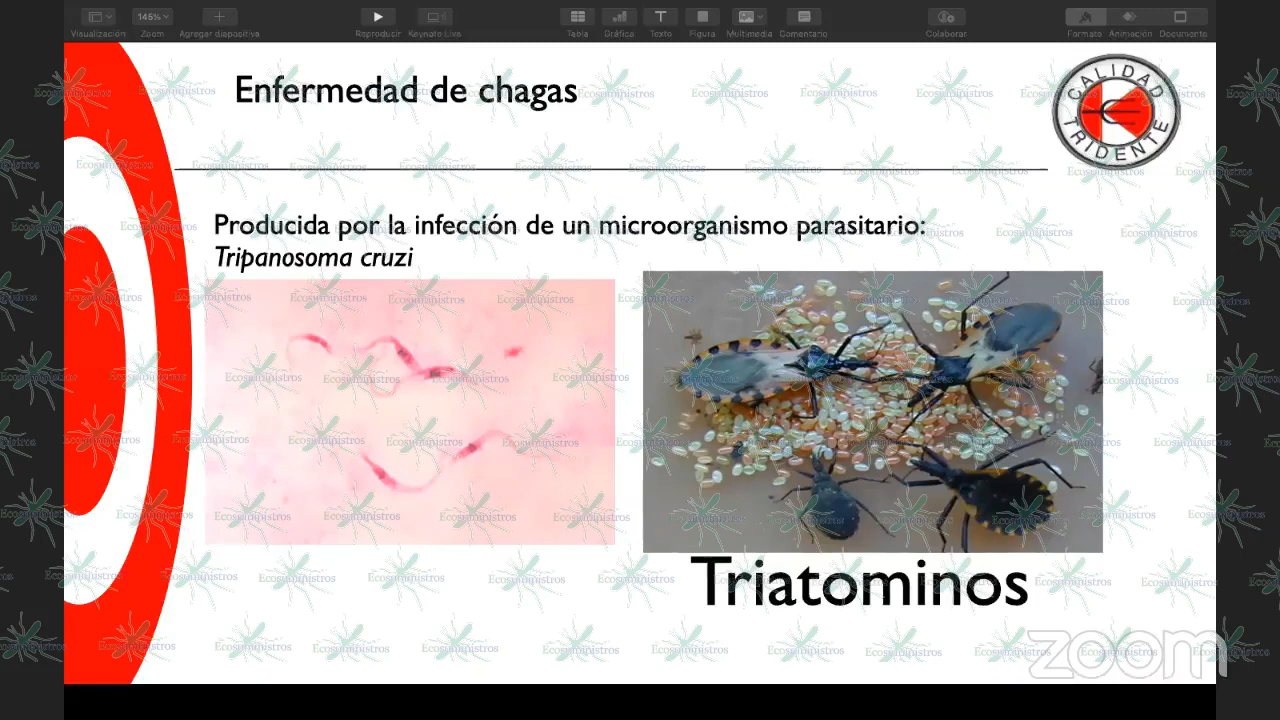 145%
Visualización Zoom Agregar diapositiva Reproducir Keynote Live Tabla Gráfica Texto Figura Multimedia Comentario Colaborar Formato Animación Documento
Enfermedad de chagas
CALIDAD
TRIDENTE
Producida por la infección de un microorganismo parasitario:
Tripanosoma cruzi
Triatominos
Ecosuministros
zoom